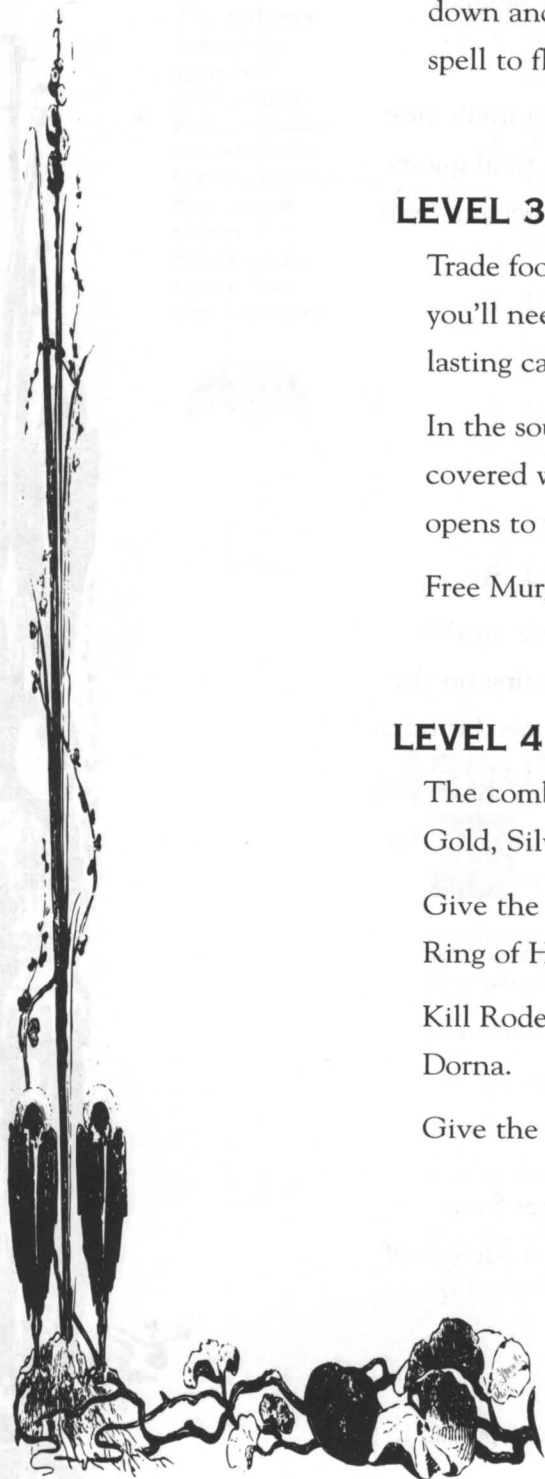 down and
spell to fl
LEVEL 3
Trade foo
you'll nee
lasting ca
In the sou
covered w
opens to
Free Mur
LEVEL 4
The comb
Gold, Silv
Give the
Ring of H
Kill Rode
Dorna.
Give the